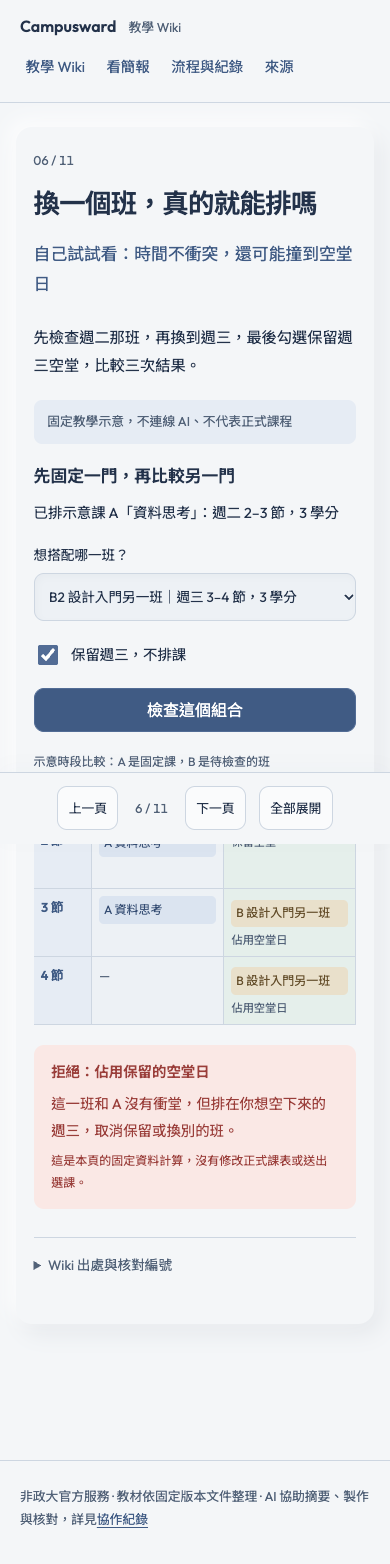 Campusward 教學 Wiki
教學 Wiki 看簡報 流程與紀錄 來源
06 / 11
換一個班，真的就能排嗎
自己試試看：時間不衝突，還可能撞到空堂
日
先檢查週二那班，再換到週三，最後勾選保留週
三空堂，比較三次結果。
固定教學示意，不連線 AI、不代表正式課程
先固定一門，再比較另一門
已排示意課 A「資料思考」：週二 2–3 節，3 學分
想搭配哪一班？
B2 設計入門另一班｜週三 3–4 節，3 學分
保留週三，不排課
檢查這個組合
示意時段比較：A 是固定課，B 是待檢查的班
上一頁 6 / 11 下一頁 全部展開
3 節 A 資料思考 B 設計入門另一班
佔用空堂日
4 節 — B 設計入門另一班
佔用空堂日
拒絕：佔用保留的空堂日
這一班和 A 沒有衝堂，但排在你想空下來的
週三，取消保留或換別的班。
這是本頁的固定資料計算，沒有修改正式課表或送出
選課。
▶ Wiki 出處與核對編號
非政大官方服務 · 教材依固定版本文件整理 · AI 協助摘要、製作
與核對，詳見協作紀錄